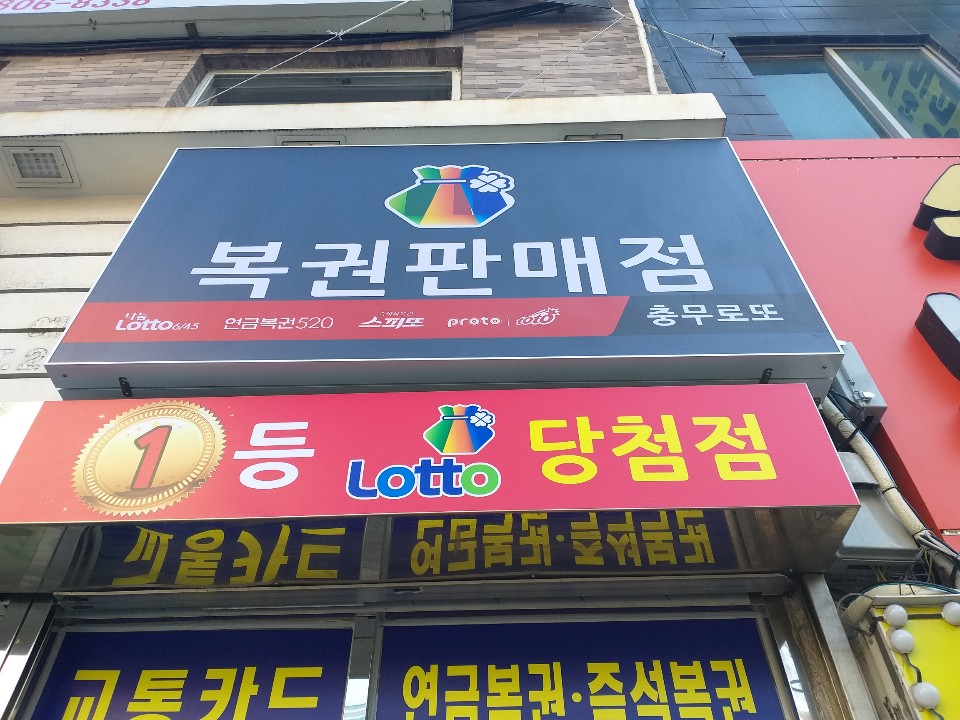 806-8338
복권판매점
나눔 Lotto 6/45 연금복권520 스피또 proto TOTO 충무로또
1등 Lotto 당첨점
교통카드 연금복권·즉석복권